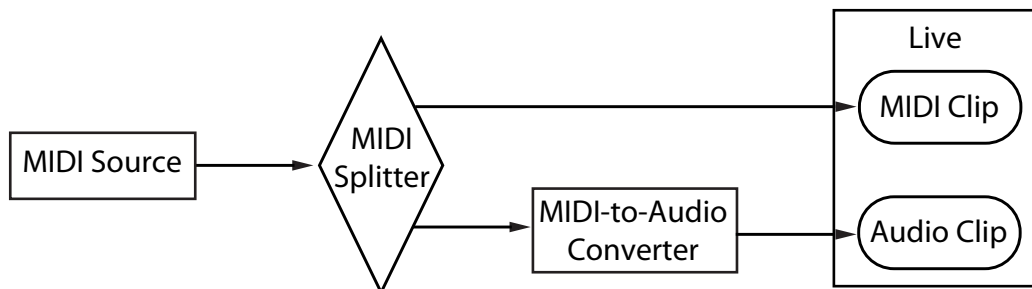 Live
MIDI Clip
MIDI Source
MIDI
Splitter
MIDI-to-Audio
Converter
Audio Clip